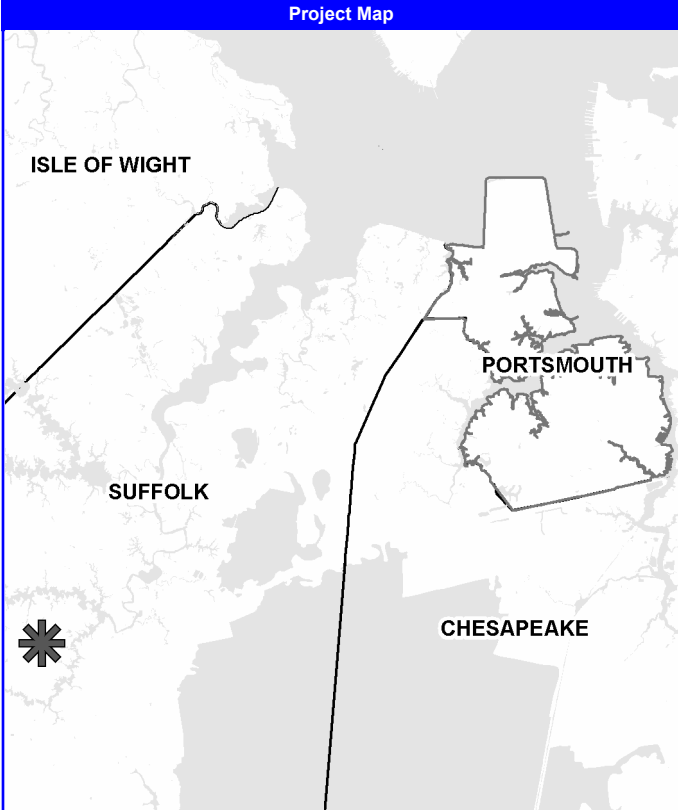 Project Map
ISLE OF WIGHT
PORTSMOUTH
SUFFOLK
CHESAPEAKE